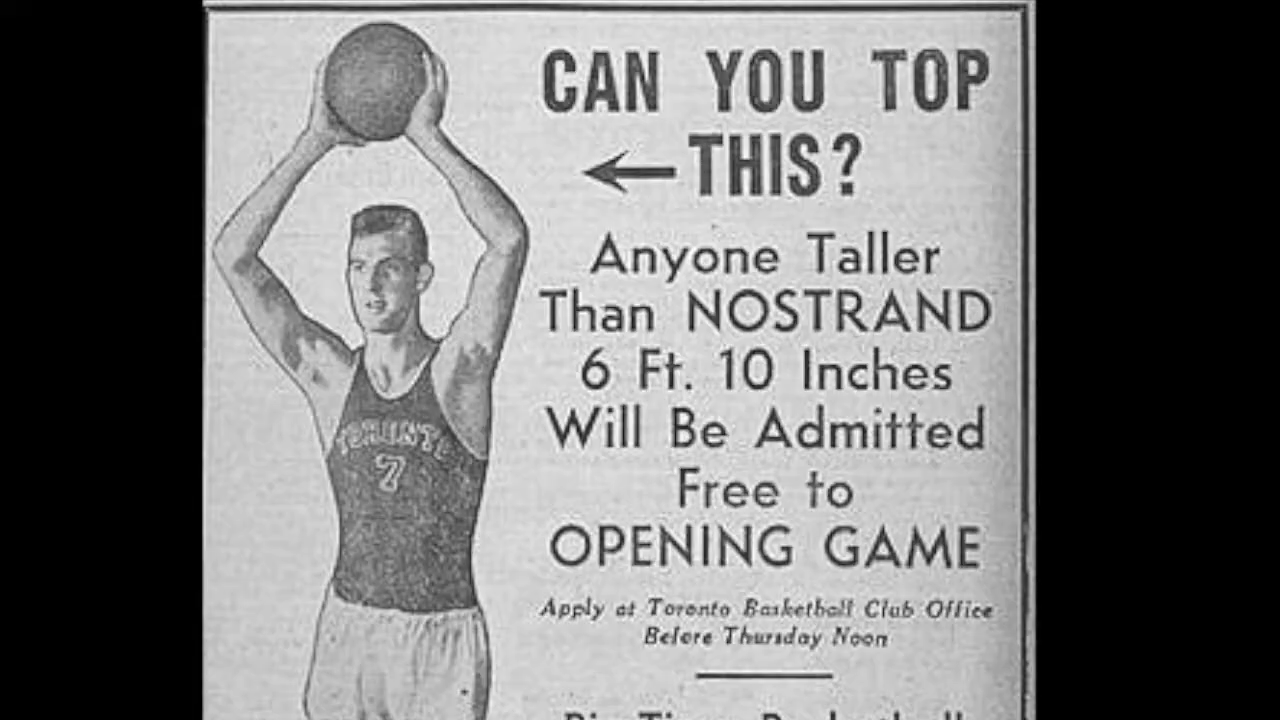 CAN YOU TOP
THIS?
Anyone Taller
Than NOSTRAND
6 Ft. 10 Inches
Will Be Admitted
Free to
OPENING GAME
Apply at Toronto Basketball Club Office
Before Thursday Noon
TORONTO
7